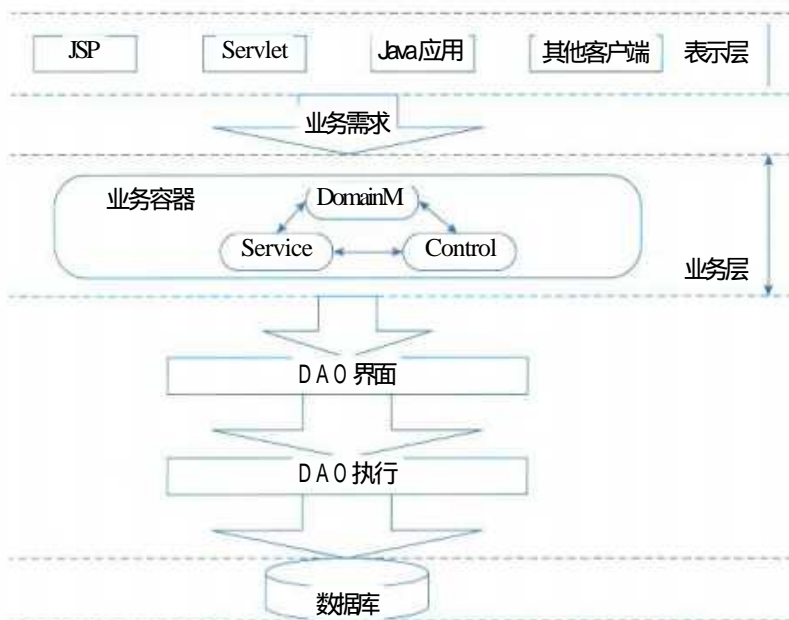 JSP
Servlet
Java应用
其他客户端
表示层
业务需求
业务容器
DomainM
Service
Control
业务层
DAO界面
DAO执行
数据库